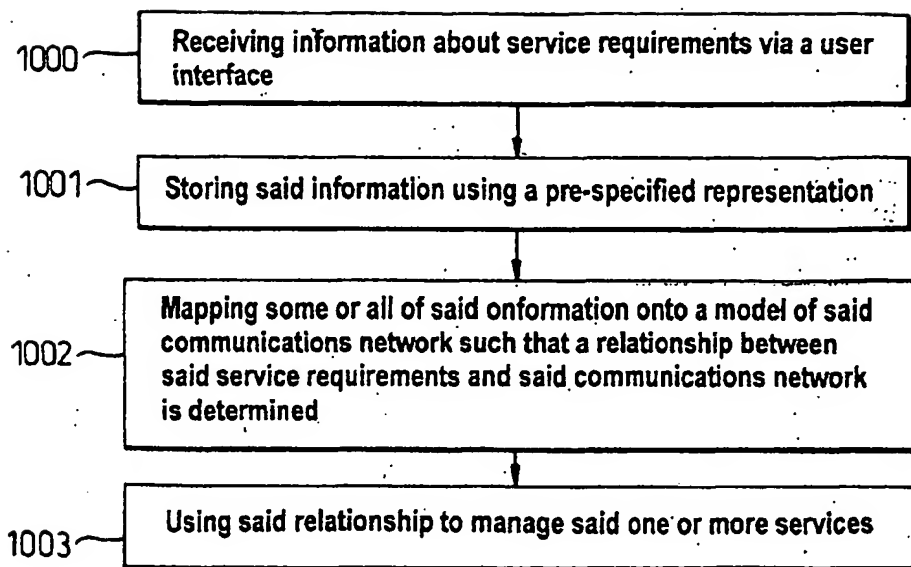 1000
Receiving information about service requirements via a user
interface
1001
Storing said information using a pre-specified representation
1002
Mapping some or all of said onformation onto a model of said
communications network such that a relationship between
said service requirements and said communications network
is determined
1003
Using said relationship to manage said one or more services